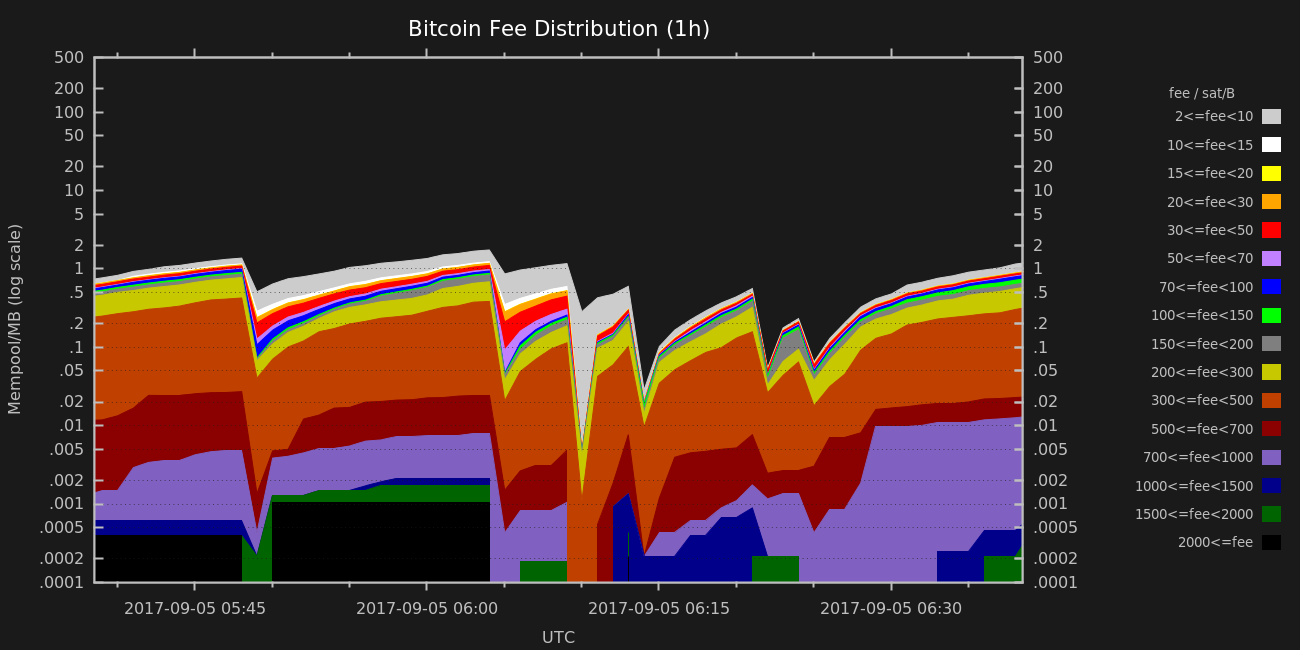 Bitcoin Fee Distribution (1h)
500 500
200 200
100 100
50 50
20 20
10 10
5 5
2 2
1 1
.5 .5
.2 .2
.1 .1
.05 .05
.02 .02
.01 .01
.005 .005
.002 .002
.001 .001
.0005 .0005
.0002 .0002
.0001 .0001
Mempool/MB (log scale)
2017-09-05 05:45 2017-09-05 06:00 2017-09-05 06:15 2017-09-05 06:30
UTC
fee / sat/B
2<=fee<10
10<=fee<15
15<=fee<20
20<=fee<30
30<=fee<50
50<=fee<70
70<=fee<100
100<=fee<150
150<=fee<200
200<=fee<300
300<=fee<500
500<=fee<700
700<=fee<1000
1000<=fee<1500
1500<=fee<2000
2000<=fee